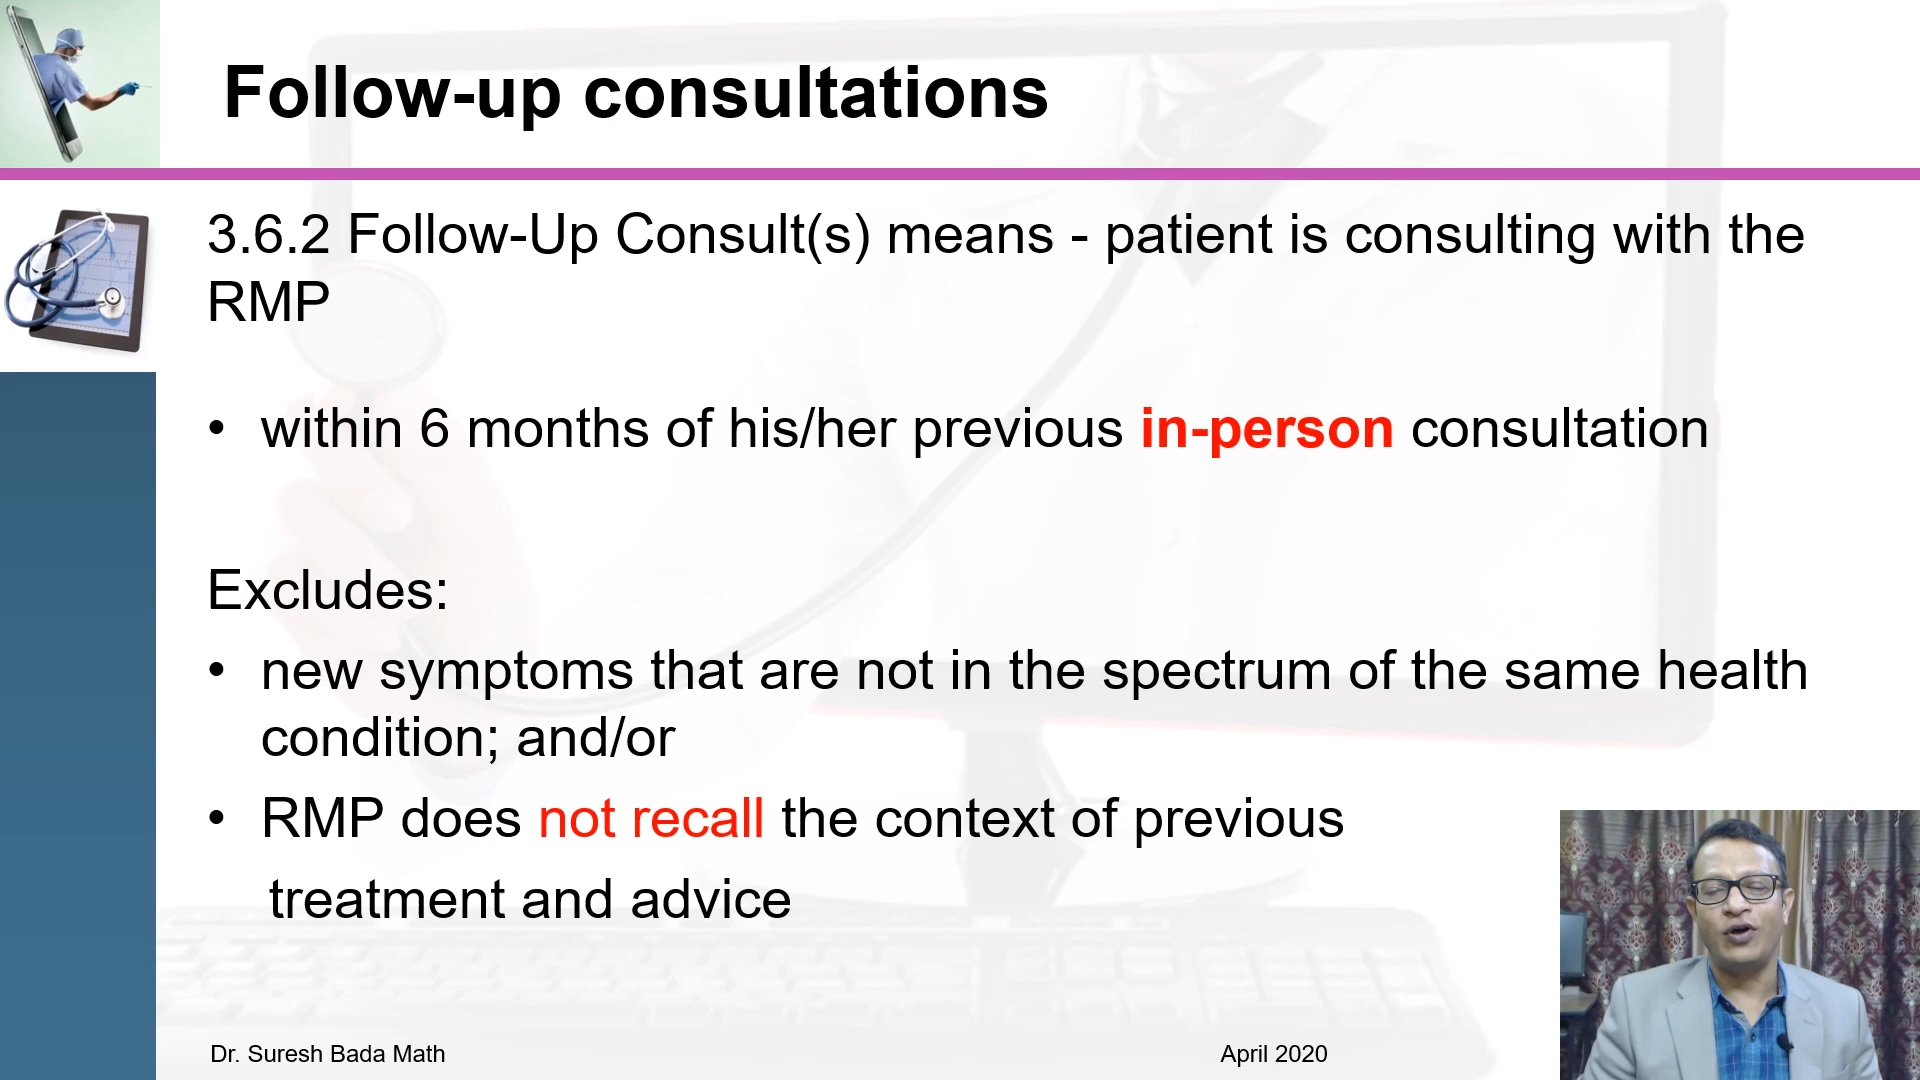 Follow-up consultations
3.6.2 Follow-Up Consult(s) means - patient is consulting with the
RMP
• within 6 months of his/her previous in-person consultation
Excludes:
• new symptoms that are not in the spectrum of the same health
condition; and/or
• RMP does not recall the context of previous
treatment and advice
Dr. Suresh Bada Math
April 2020